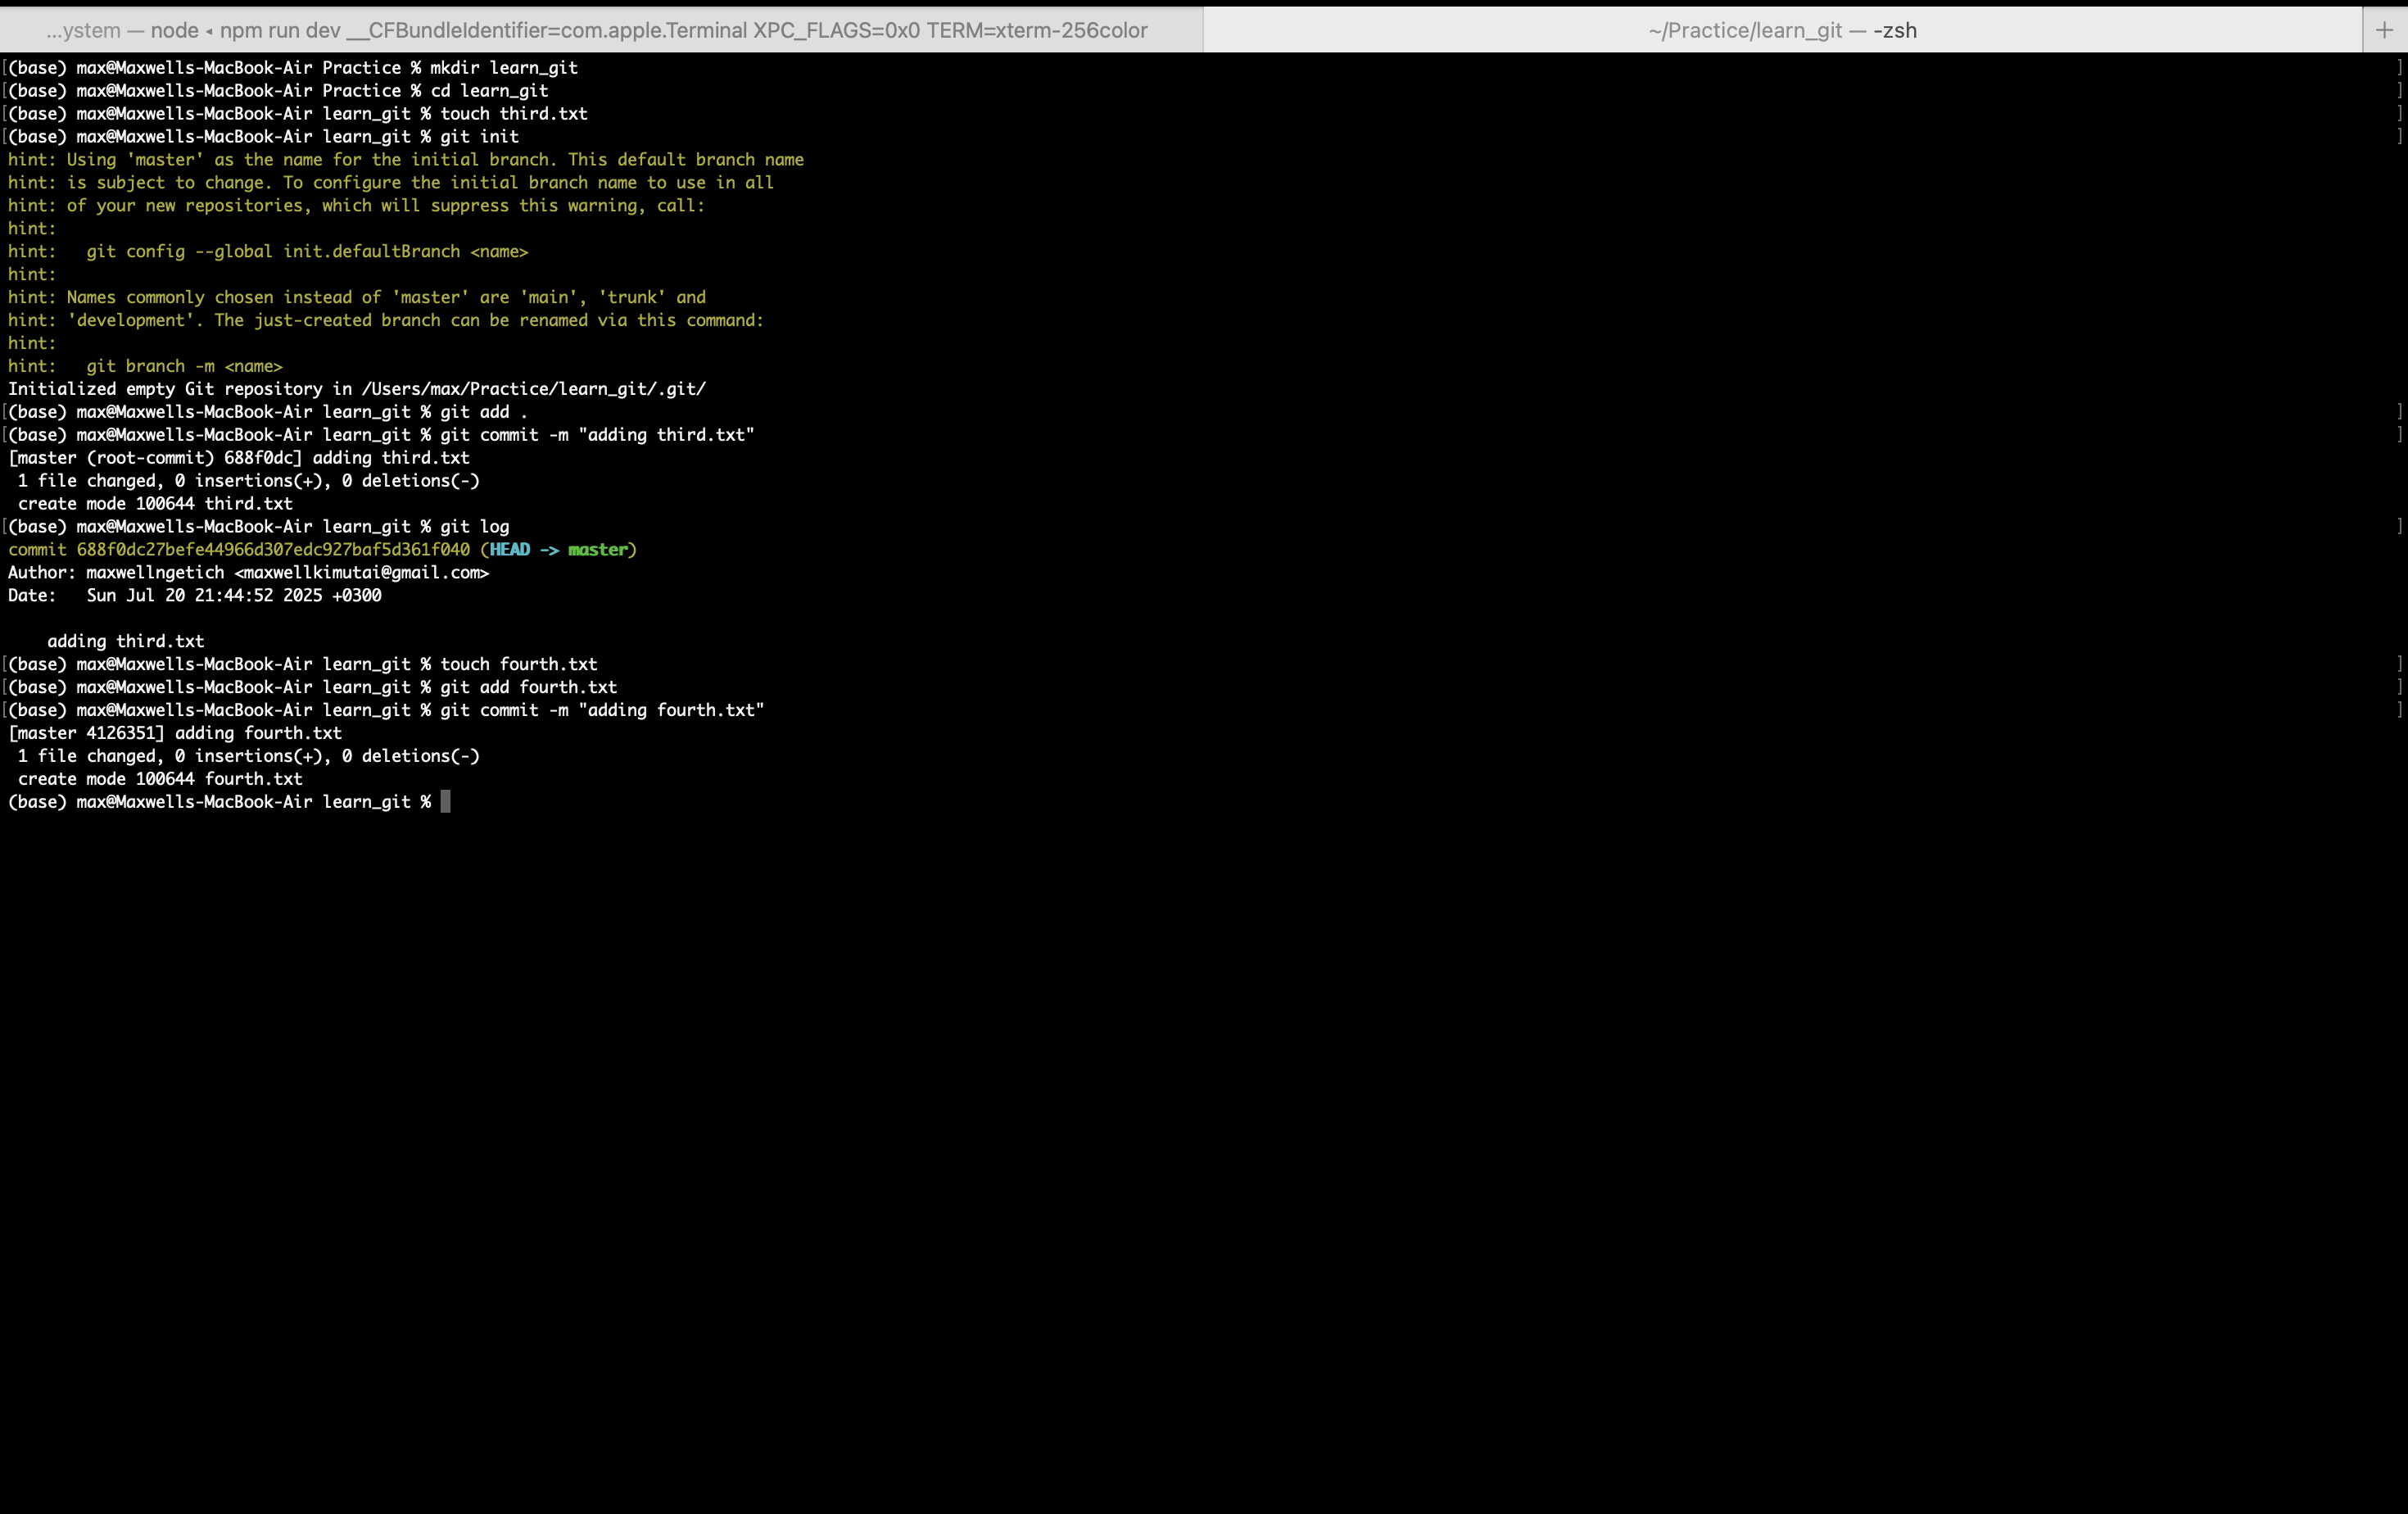 ...ystem — node ◂ npm run dev __CFBundleIdentifier=com.apple.Terminal XPC_FLAGS=0x0 TERM=xterm-256color
~/Practice/learn_git — -zsh
+
[(base) max@Maxwells-MacBook-Air Practice % mkdir learn_git ]
[(base) max@Maxwells-MacBook-Air Practice % cd learn_git ]
[(base) max@Maxwells-MacBook-Air learn_git % touch third.txt ]
[(base) max@Maxwells-MacBook-Air learn_git % git init ]
hint: Using 'master' as the name for the initial branch. This default branch name
hint: is subject to change. To configure the initial branch name to use in all
hint: of your new repositories, which will suppress this warning, call:
hint:
hint:   git config --global init.defaultBranch <name>
hint:
hint: Names commonly chosen instead of 'master' are 'main', 'trunk' and
hint: 'development'. The just-created branch can be renamed via this command:
hint:
hint:   git branch -m <name>
Initialized empty Git repository in /Users/max/Practice/learn_git/.git/
[(base) max@Maxwells-MacBook-Air learn_git % git add . ]
[(base) max@Maxwells-MacBook-Air learn_git % git commit -m "adding third.txt" ]
[master (root-commit) 688f0dc] adding third.txt
 1 file changed, 0 insertions(+), 0 deletions(-)
 create mode 100644 third.txt
[(base) max@Maxwells-MacBook-Air learn_git % git log ]
commit 688f0dc27befe44966d307edc927baf5d361f040 (HEAD -> master)
Author: maxwellngetich <maxwellkimutai@gmail.com>
Date:   Sun Jul 20 21:44:52 2025 +0300
    adding third.txt
[(base) max@Maxwells-MacBook-Air learn_git % touch fourth.txt ]
[(base) max@Maxwells-MacBook-Air learn_git % git add fourth.txt ]
[(base) max@Maxwells-MacBook-Air learn_git % git commit -m "adding fourth.txt" ]
[master 4126351] adding fourth.txt
 1 file changed, 0 insertions(+), 0 deletions(-)
 create mode 100644 fourth.txt
(base) max@Maxwells-MacBook-Air learn_git %